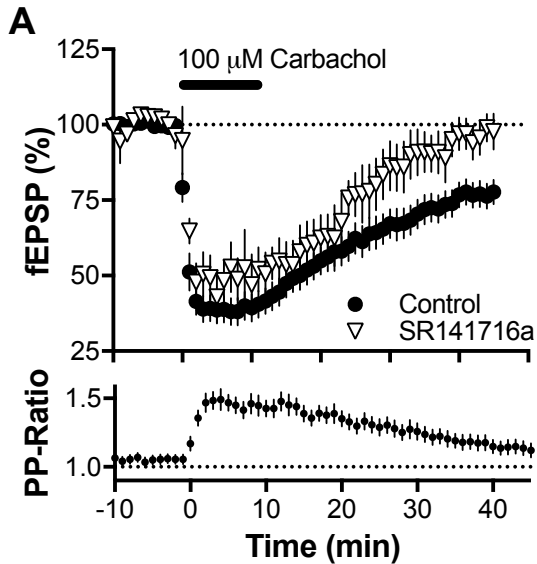 A
125
100 μM Carbachol
100
75
50
25
fEPSP (%)
Control
SR141716a
1.5
1.0
PP-Ratio
-10 0 10 20 30 40
Time (min)